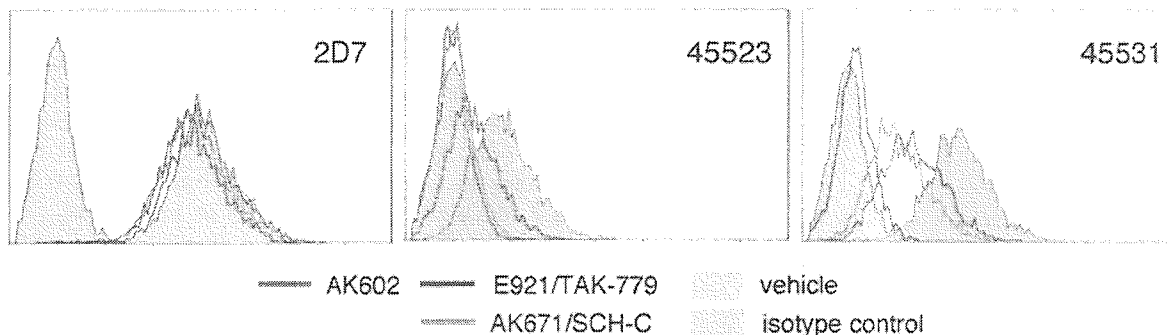 2D7
45523
45531
AK602 E921/TAK-779 vehicle
AK671/SCH-C isotype control